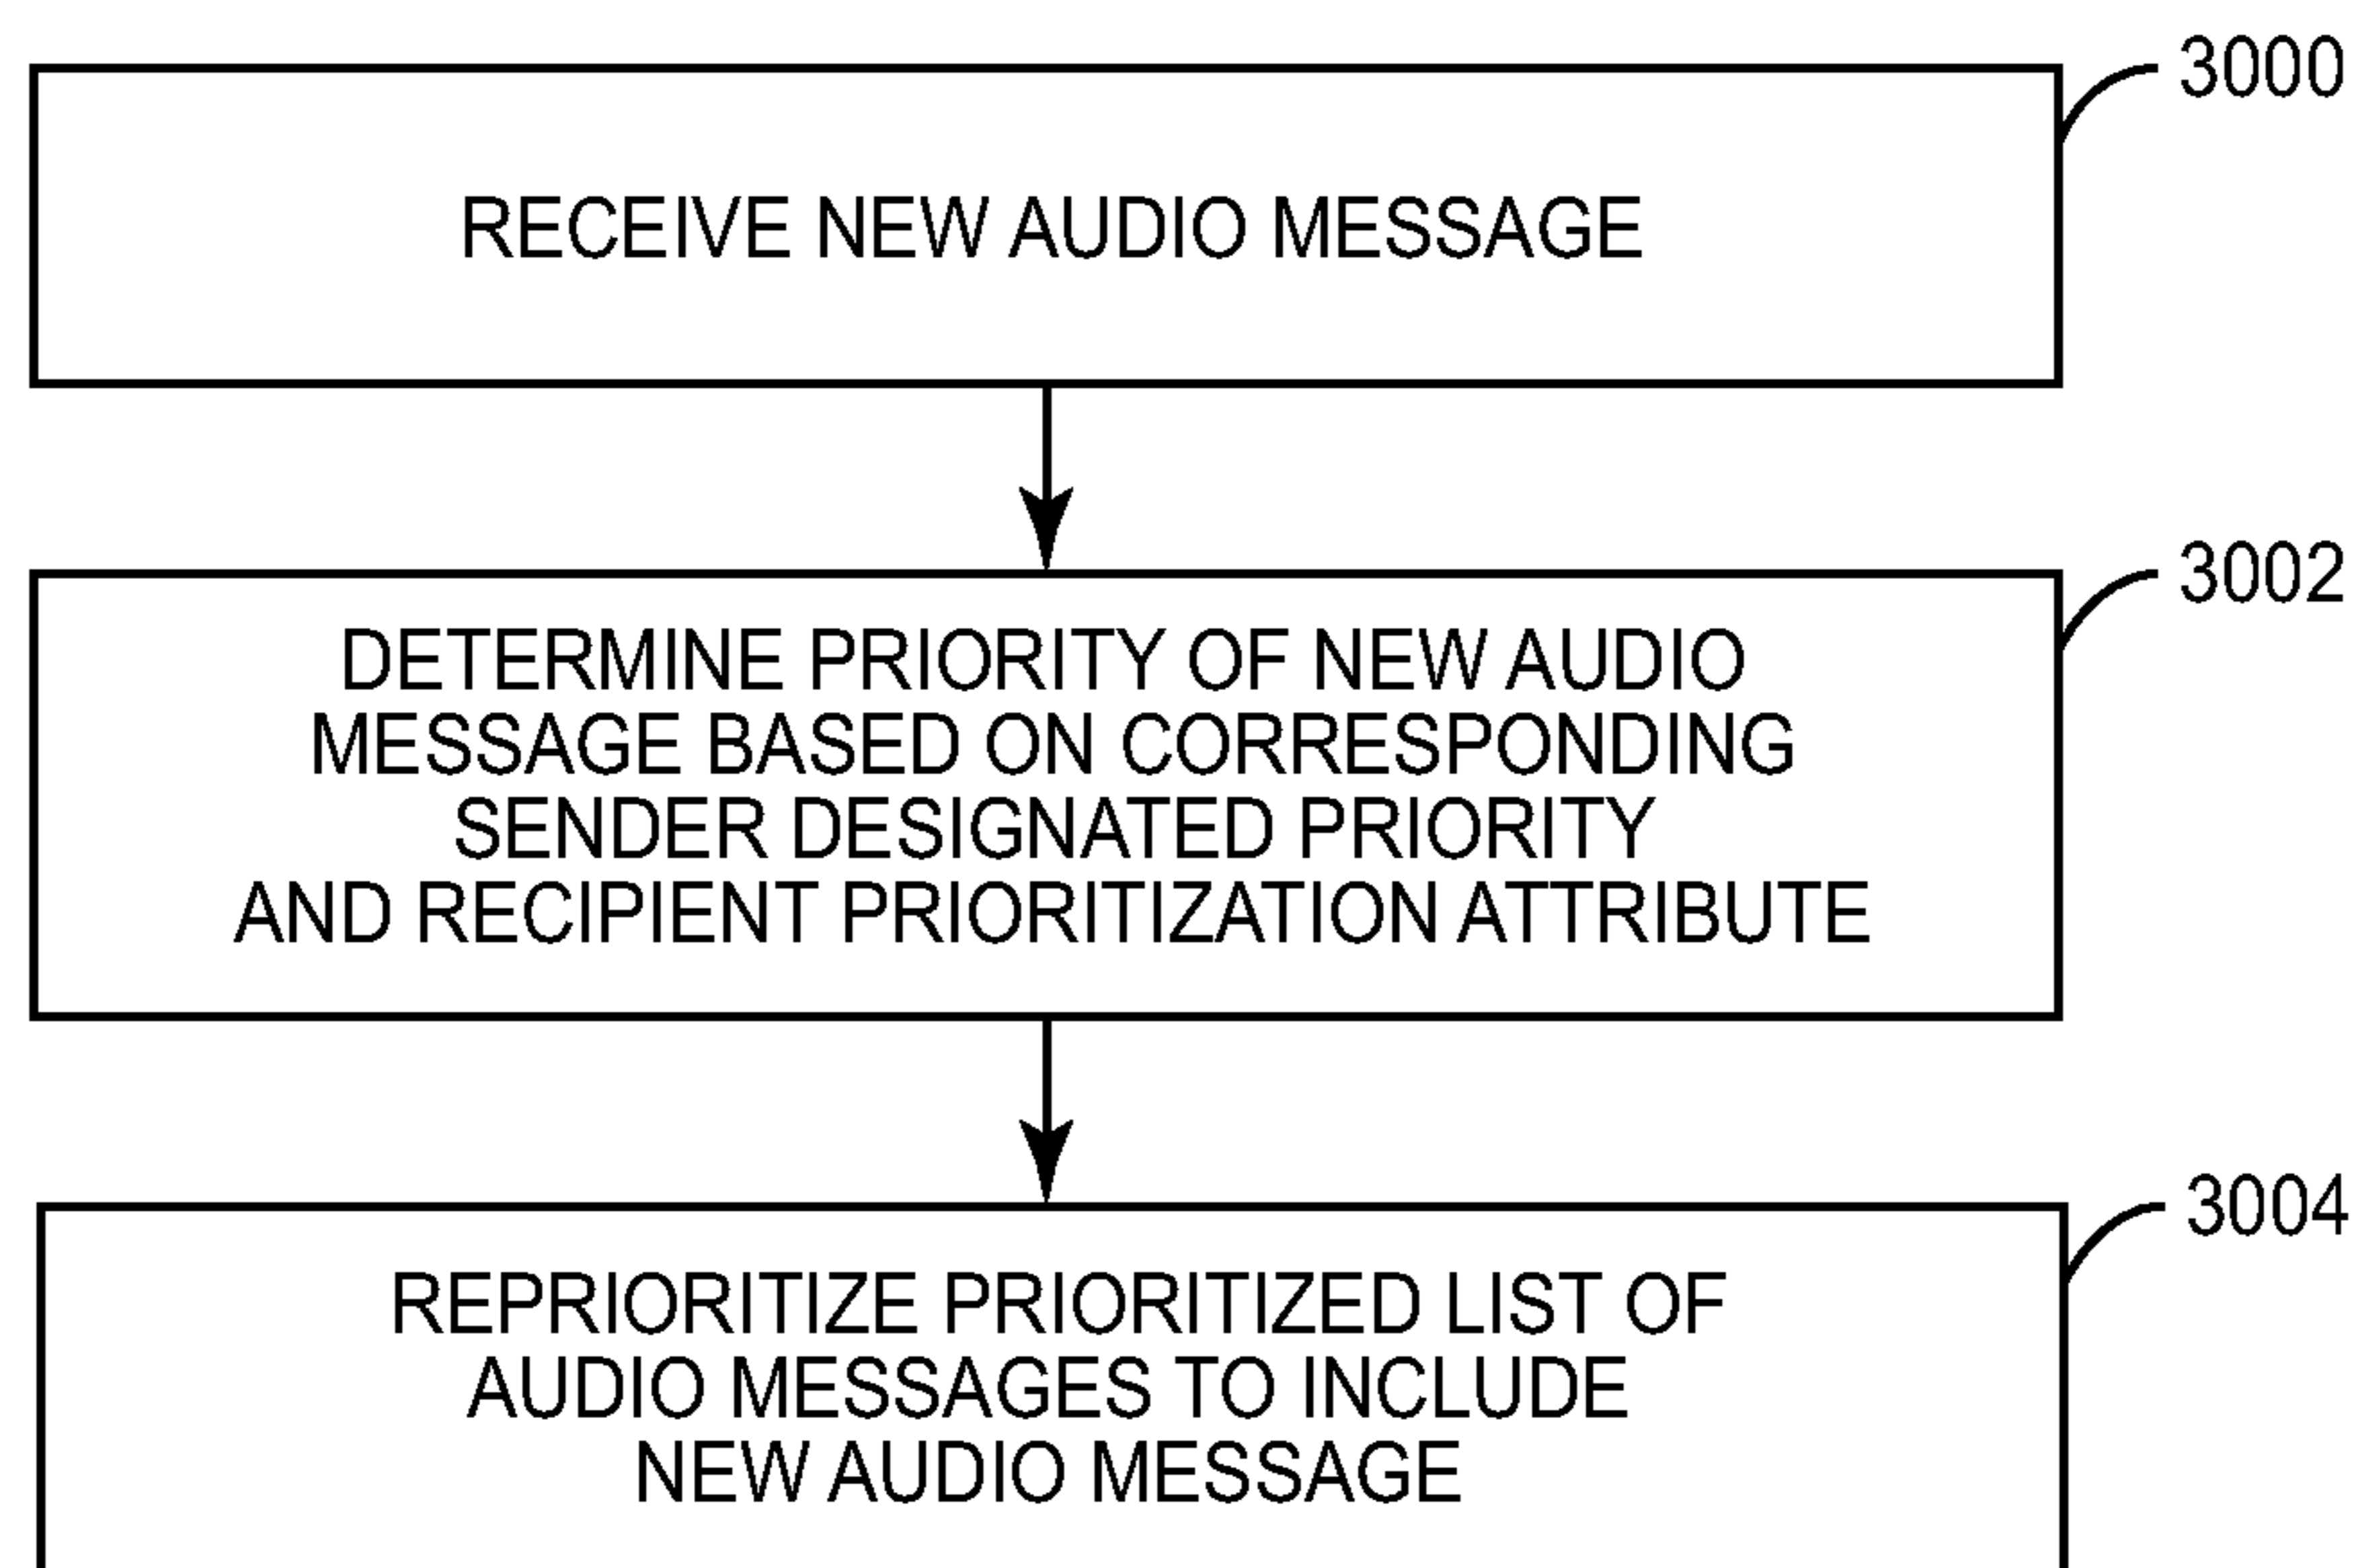 3000
RECEIVE NEW AUDIO MESSAGE
3002
DETERMINE PRIORITY OF NEW AUDIO
MESSAGE BASED ON CORRESPONDING
SENDER DESIGNATED PRIORITY
AND RECIPIENT PRIORITIZATION ATTRIBUTE
3004
REPRIORITIZE PRIORITIZED LIST OF
AUDIO MESSAGES TO INCLUDE
NEW AUDIO MESSAGE